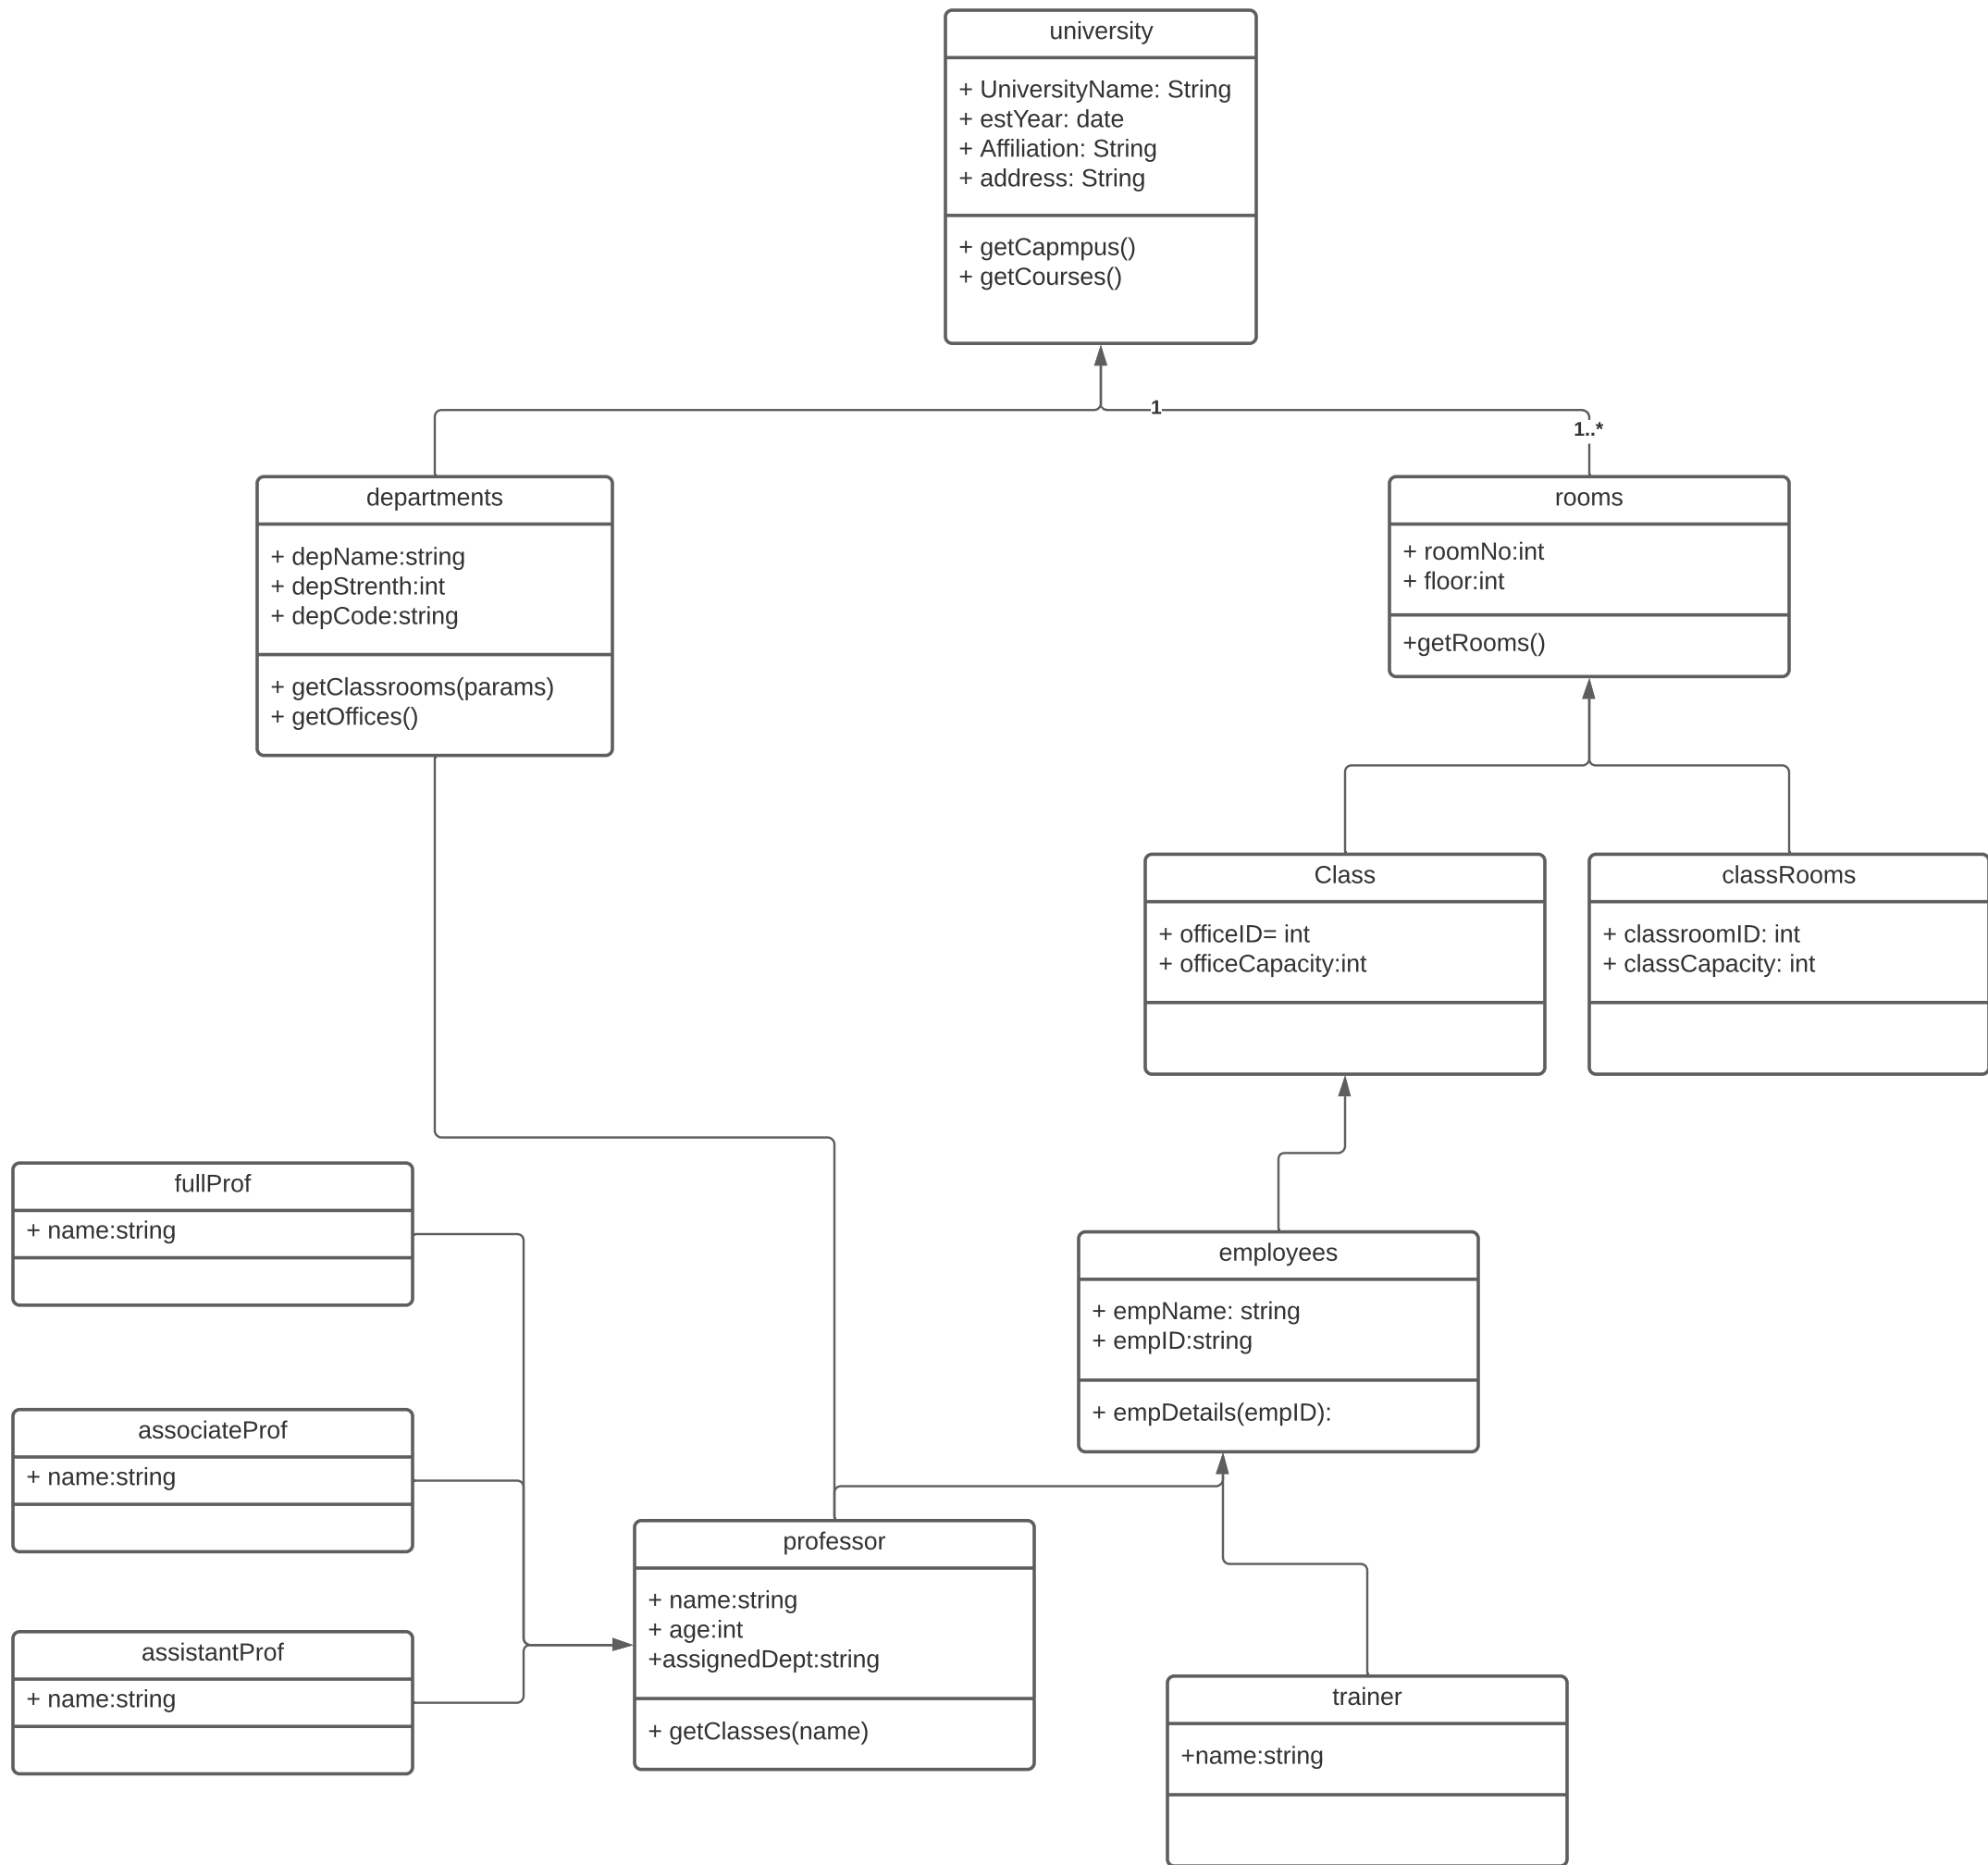 university
+ UniversityName: String
+ estYear: date
+ Affiliation: String
+ address: String
+ getCapmpus()
+ getCourses()
1
1..*
departments
+ depName:string
+ depStrenth:int
+ depCode:string
+ getClassrooms(params)
+ getOffices()
rooms
+ roomNo:int
+ floor:int
+getRooms()
Class
+ officeID= int
+ officeCapacity:int
classRooms
+ classroomID: int
+ classCapacity: int
fullProf
+ name:string
employees
+ empName: string
+ empID:string
+ empDetails(empID):
associateProf
+ name:string
professor
+ name:string
+ age:int
+assignedDept:string
+ getClasses(name)
assistantProf
+ name:string
trainer
+name:string